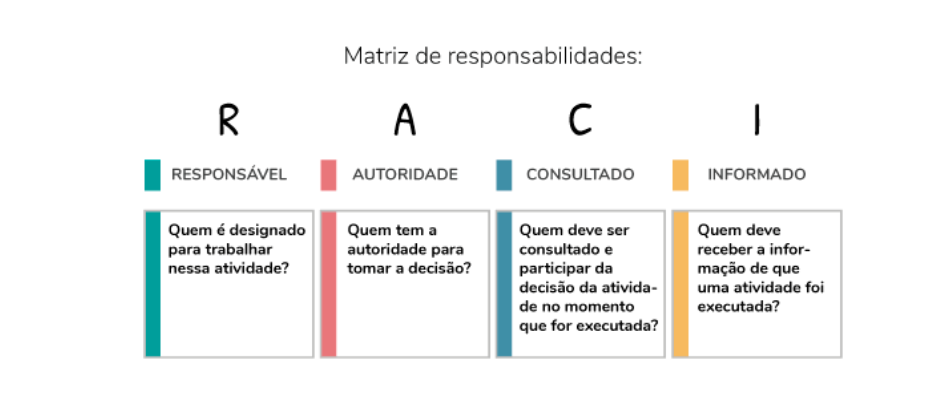 Matriz de responsabilidades:
R
A
C
I
RESPONSÁVEL
AUTORIDADE
CONSULTADO
INFORMADO
Quem é designado
para trabalhar
nessa atividade?
Quem tem a
autoridade para
tomar a decisão?
Quem deve ser
consultado e
participar da
decisão da ativida-
de no momento
que for executada?
Quem deve
receber a infor-
mação de que
uma atividade foi
executada?